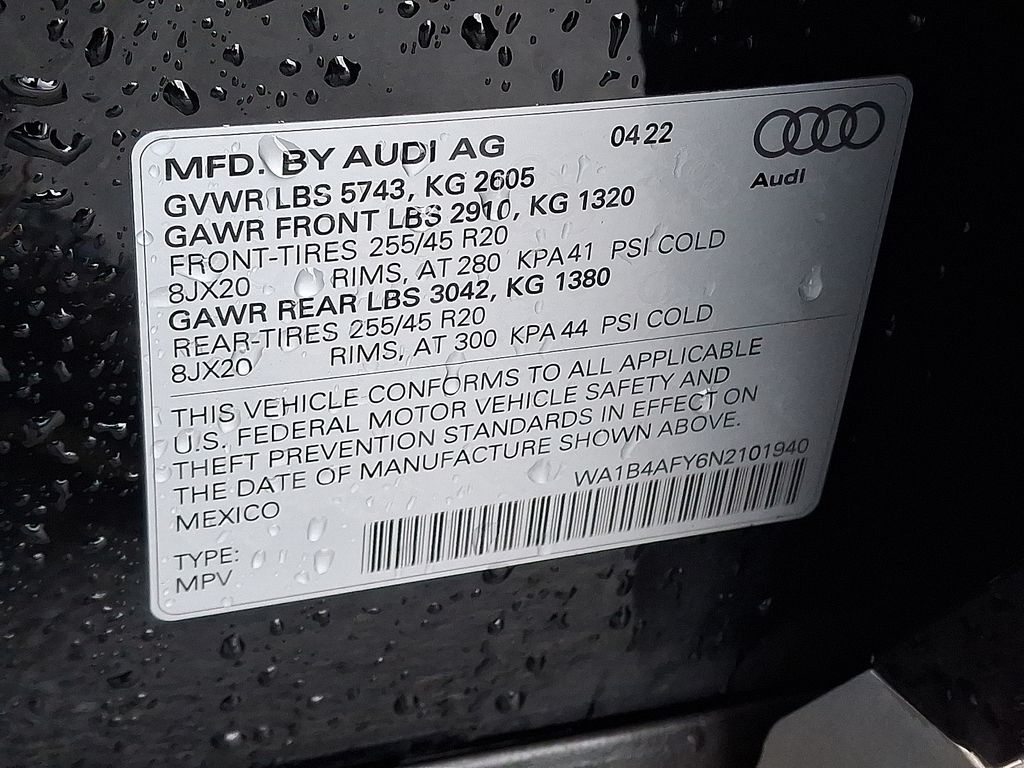 MFD. BY AUDI AG 0422
Audi
GVWR LBS 5743, KG 2605
GAWR FRONT LBS 2910, KG 1320
FRONT-TIRES 255/45 R20
8JX20 RIMS, AT 280 KPA 41 PSI COLD
GAWR REAR LBS 3042, KG 1380
REAR-TIRES 255/45 R20
8JX20 RIMS, AT 300 KPA 44 PSI COLD
THIS VEHICLE CONFORMS TO ALL APPLICABLE
U.S. FEDERAL MOTOR VEHICLE SAFETY AND
THEFT PREVENTION STANDARDS IN EFFECT ON
THE DATE OF MANUFACTURE SHOWN ABOVE.
MEXICO WA1B4AFY6N2101940
TYPE:
MPV